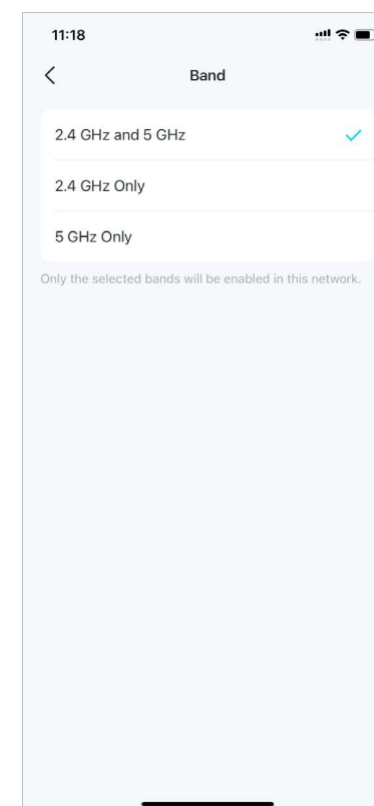 11:18
Band
2.4 GHz and 5 GHz
2.4 GHz Only
5 GHz Only
Only the selected bands will be enabled in this network.